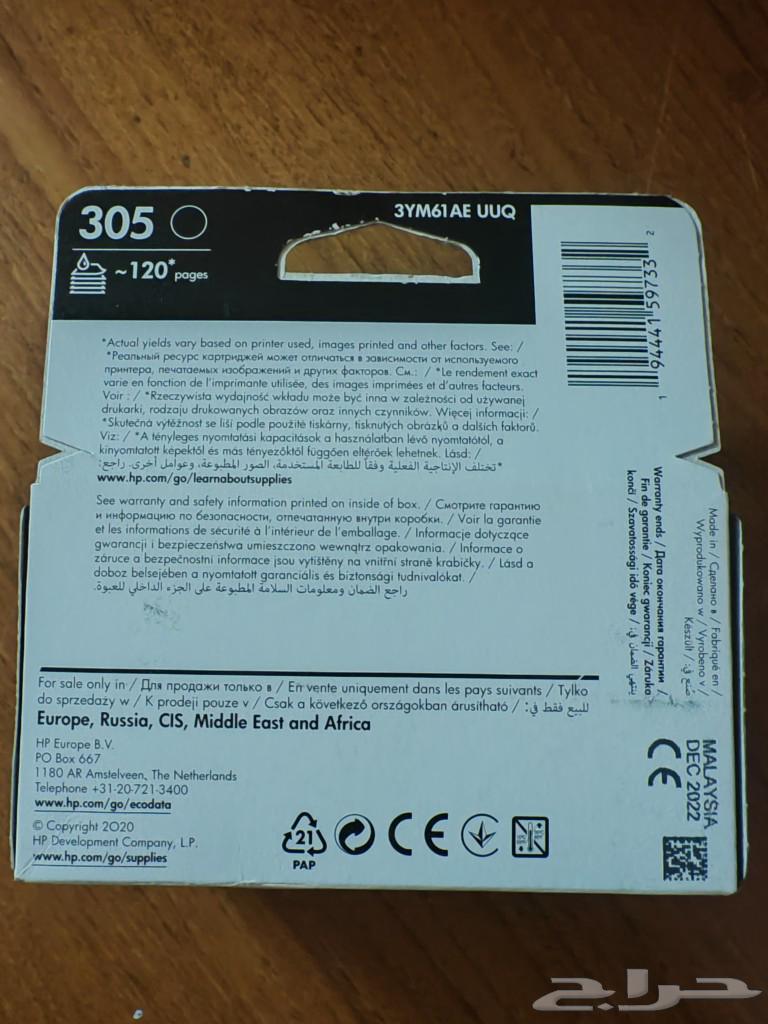 305
3YM61AE UUQ
~120* pages
1 94441 59733 2
*Actual yields vary based on printer used, images printed and other factors. See: /
*Реальный ресурс картриджей может отличаться в зависимости от используемого
принтера, печатаемых изображений и других факторов. См.: / *Le rendement exact
varie en fonction de l'imprimante utilisée, des images imprimées et d'autres facteurs.
Voir : / *Rzeczywista wydajność wkładu może być inna w zależności od używanej
drukarki, rodzaju drukowanych obrazów oraz innych czynników. Więcej informacji: /
*Skutečná výtěžnost se liší podle použité tiskárny, tisknutých obrázků a dalších faktorů.
Viz: / *A tényleges nyomtatási kapacitások a használatban lévő nyomtatótól, a
kinyomtatott képektől és más tényezőktől függően eltérőek lehetnek. Lásd: /
*تختلف الإنتاجية الفعلية وفقاً للطابعة المستخدمة، الصور المطبوعة، وعوامل أخرى. راجع:
www.hp.com/go/learnaboutsupplies
See warranty and safety information printed on inside of box. / Смотрите гарантию
и информацию по безопасности, отпечатанную внутри коробки. / Voir la garantie
et les informations de sécurité à l'intérieur de l'emballage. / Informacje dotyczące
gwarancji i bezpieczeństwa umieszczono wewnątrz opakowania. / Informace o
záruce a bezpečnostní informace jsou vytištěny na vnitřní straně krabičky. / Lásd a
doboz belsejében a nyomtatott garanciális és biztonsági tudnivalókat. /
راجع الضمان ومعلومات السلامة المطبوعة على الجزء الداخلي للعبوة.
Warranty ends / Дата окончания гарантии /
Fin de garantie / Koniec gwarancji / Záruka
končí / Szavatossági idő vége / ينتهي الضمان في:
Made in / Сделано в / Fabriqué en /
Wyprodukowano w / Vyrobeno v /
Készült: / صُنع في:
MALAYSIA
DEC 2022
For sale only in / Для продажи только в / En vente uniquement dans les pays suivants / Tylko
do sprzedaży w / K prodeji pouze v / Csak a következő országokban árusítható / للبيع فقط في:
Europe, Russia, CIS, Middle East and Africa
HP Europe B.V.
PO Box 667
1180 AR Amstelveen, The Netherlands
Telephone +31-20-721-3400
www.hp.com/go/ecodata
© Copyright 2020
HP Development Company, L.P.
www.hp.com/go/supplies
21
PAP
CE
CE
حراج